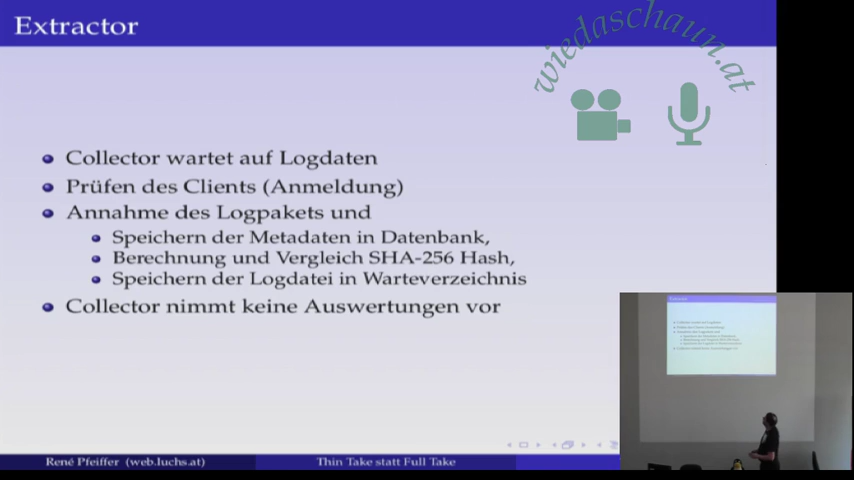 Extractor
wiedaschaun.at
Collector wartet auf Logdaten
Prüfen des Clients (Anmeldung)
Annahme des Logpakets und
Speichern der Metadaten in Datenbank,
Berechnung und Vergleich SHA-256 Hash,
Speichern der Logdatei in Warteverzeichnis
Collector nimmt keine Auswertungen vor
René Pfeiffer (web.luchs.at)
Thin Take statt Full Take